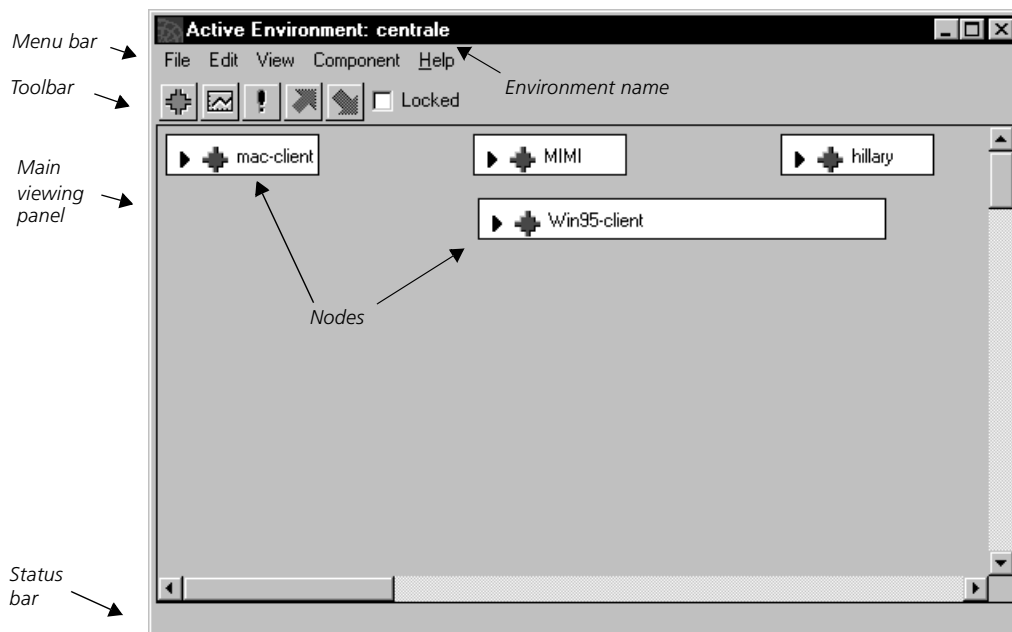 Active Environment: centrale
Menu bar
File Edit View Component Help
Environment name
Toolbar
Locked
mac-client
MIMI
hillary
Main
viewing
panel
Win95-client
Nodes
Status
bar